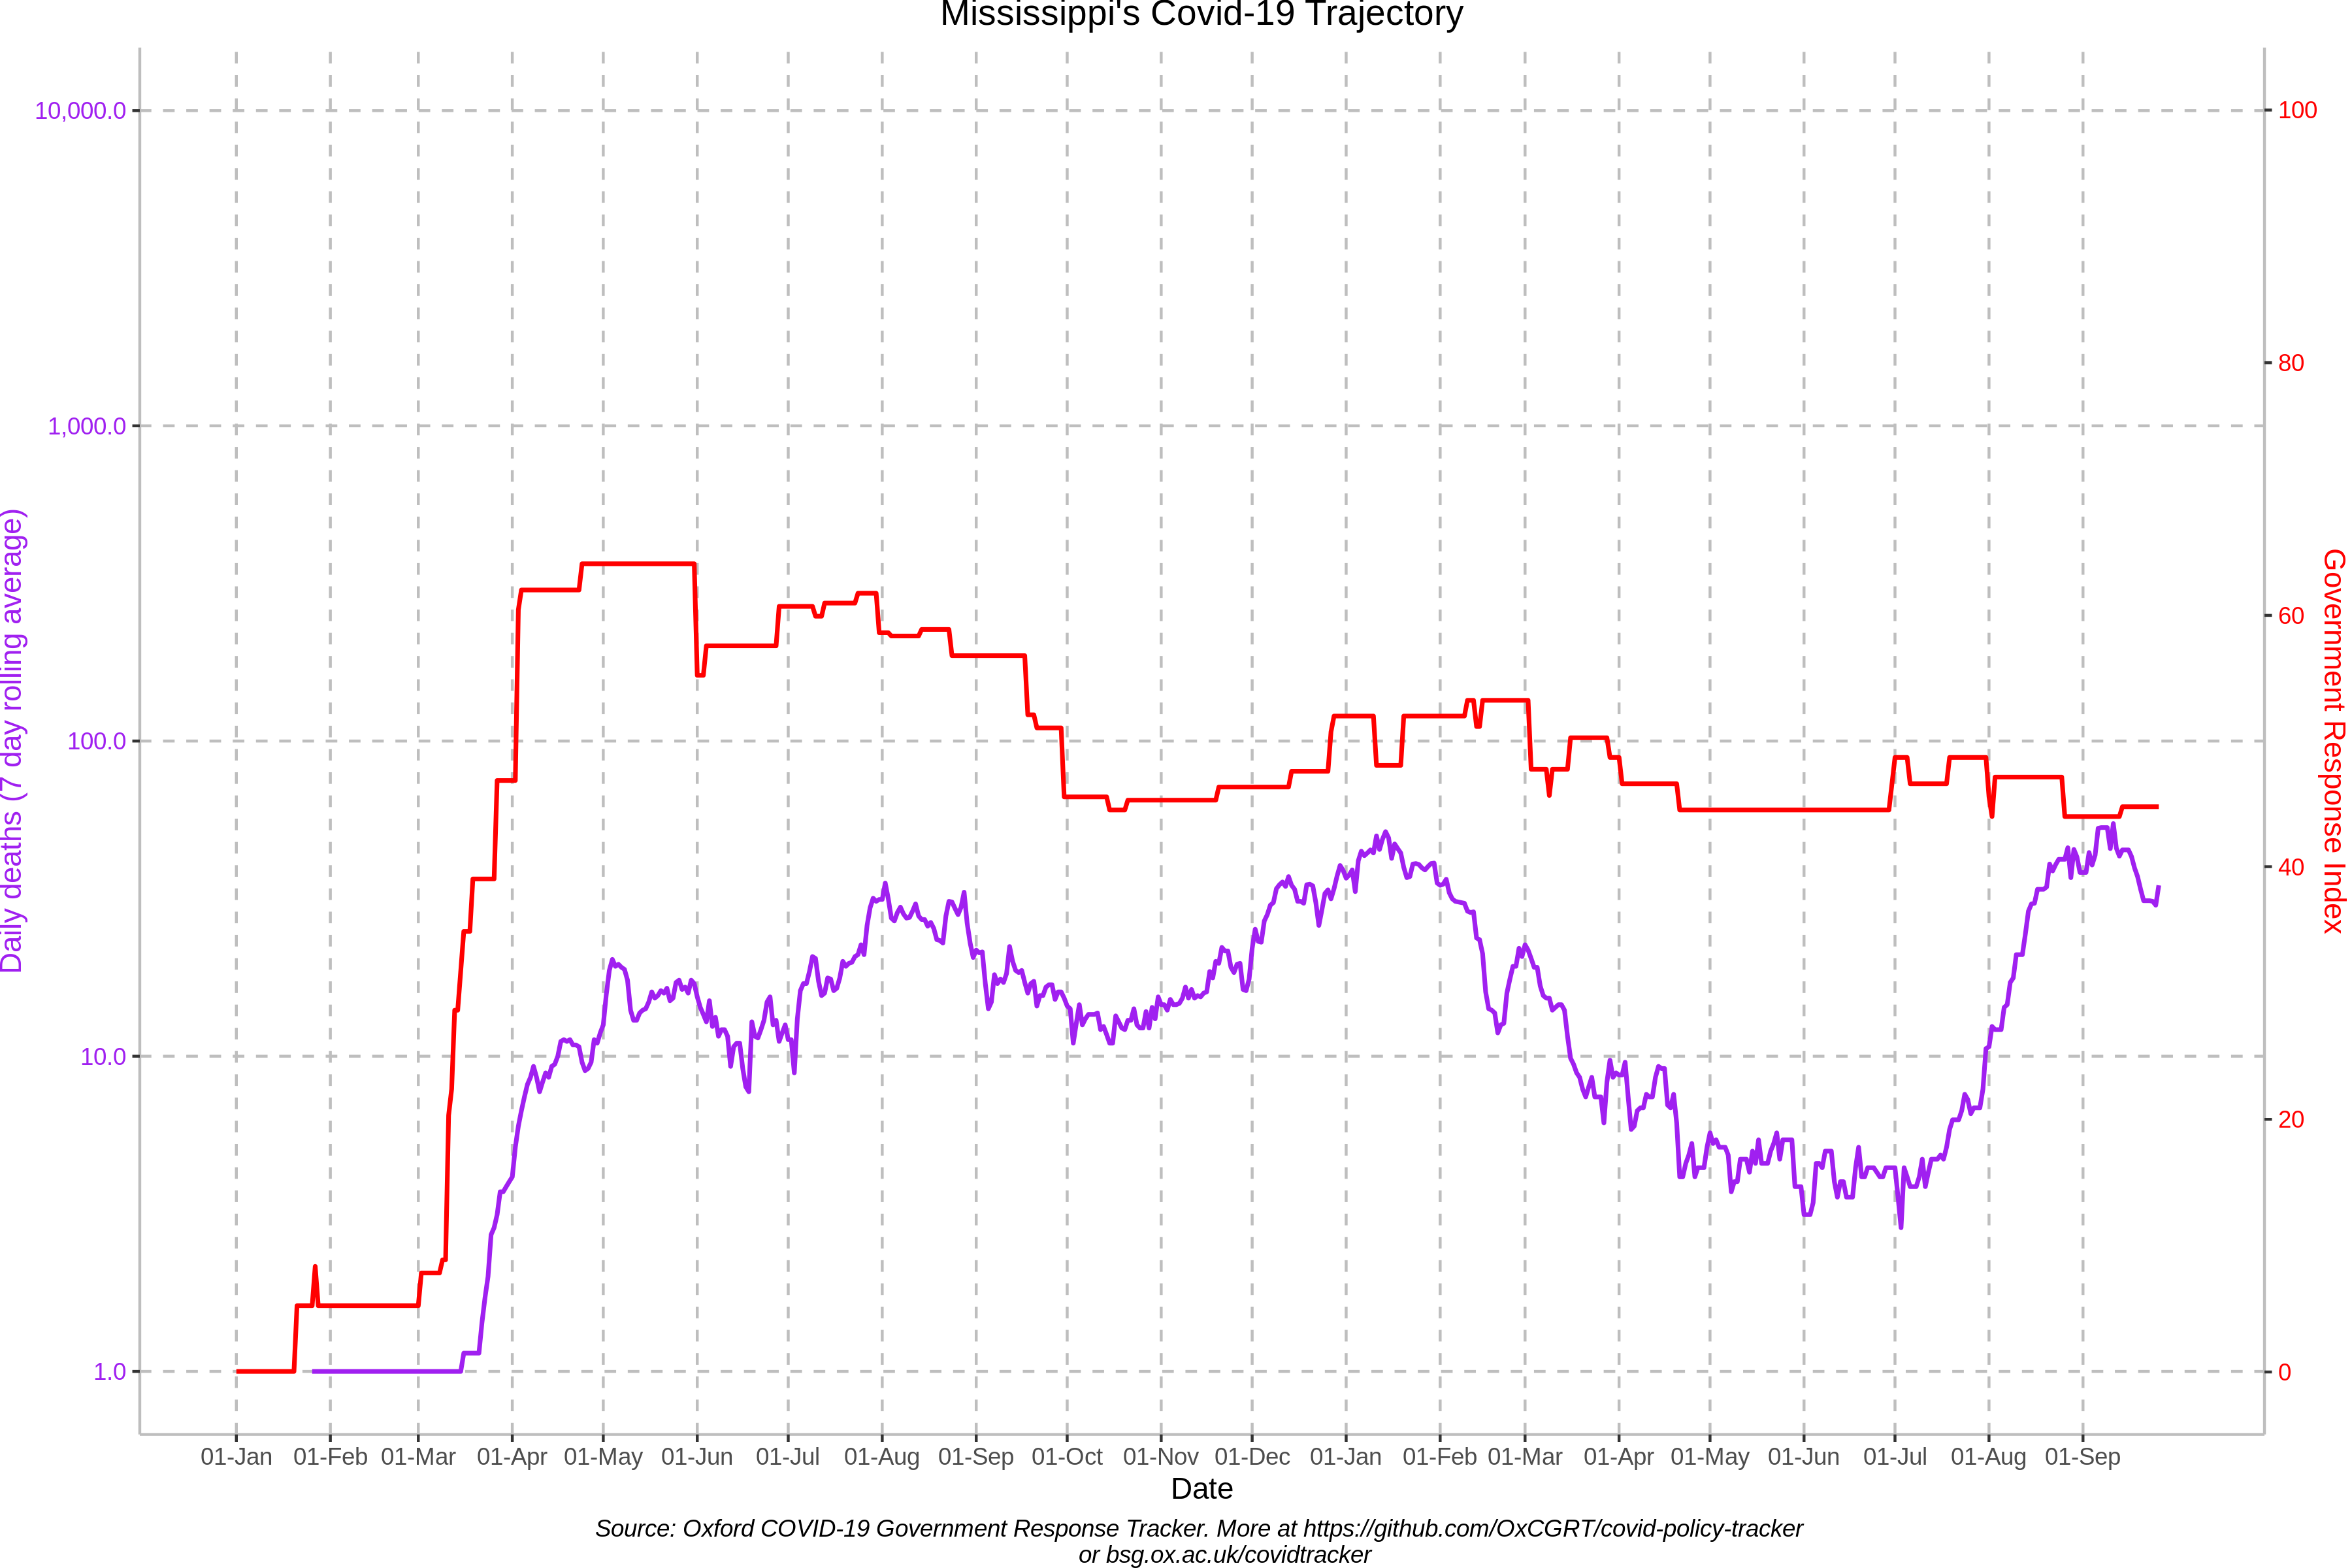 Mississippi's Covid-19 Trajectory
10,000.0
1,000.0
100.0
10.0
1.0
Daily deaths (7 day rolling average)
100
80
60
40
20
0
Government Response Index
01-Jan 01-Feb 01-Mar 01-Apr 01-May 01-Jun 01-Jul 01-Aug 01-Sep 01-Oct 01-Nov 01-Dec 01-Jan 01-Feb 01-Mar 01-Apr 01-May 01-Jun 01-Jul 01-Aug 01-Sep
Date
Source: Oxford COVID-19 Government Response Tracker. More at https://github.com/OxCGRT/covid-policy-tracker
or bsg.ox.ac.uk/covidtracker